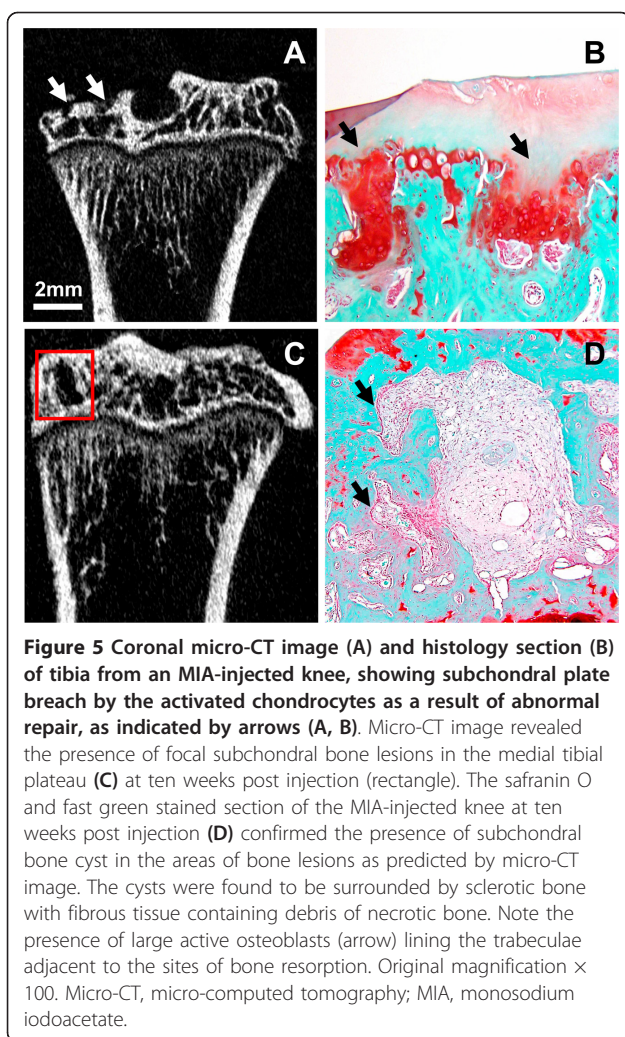 A
B
2mm
C
D
Figure 5 Coronal micro-CT image (A) and histology section (B)
of tibia from an MIA-injected knee, showing subchondral plate
breach by the activated chondrocytes as a result of abnormal
repair, as indicated by arrows (A, B). Micro-CT image revealed
the presence of focal subchondral bone lesions in the medial tibial
plateau (C) at ten weeks post injection (rectangle). The safranin O
and fast green stained section of the MIA-injected knee at ten
weeks post injection (D) confirmed the presence of subchondral
bone cyst in the areas of bone lesions as predicted by micro-CT
image. The cysts were found to be surrounded by sclerotic bone
with fibrous tissue containing debris of necrotic bone. Note the
presence of large active osteoblasts (arrow) lining the trabeculae
adjacent to the sites of bone resorption. Original magnification ×
100. Micro-CT, micro-computed tomography; MIA, monosodium
iodoacetate.